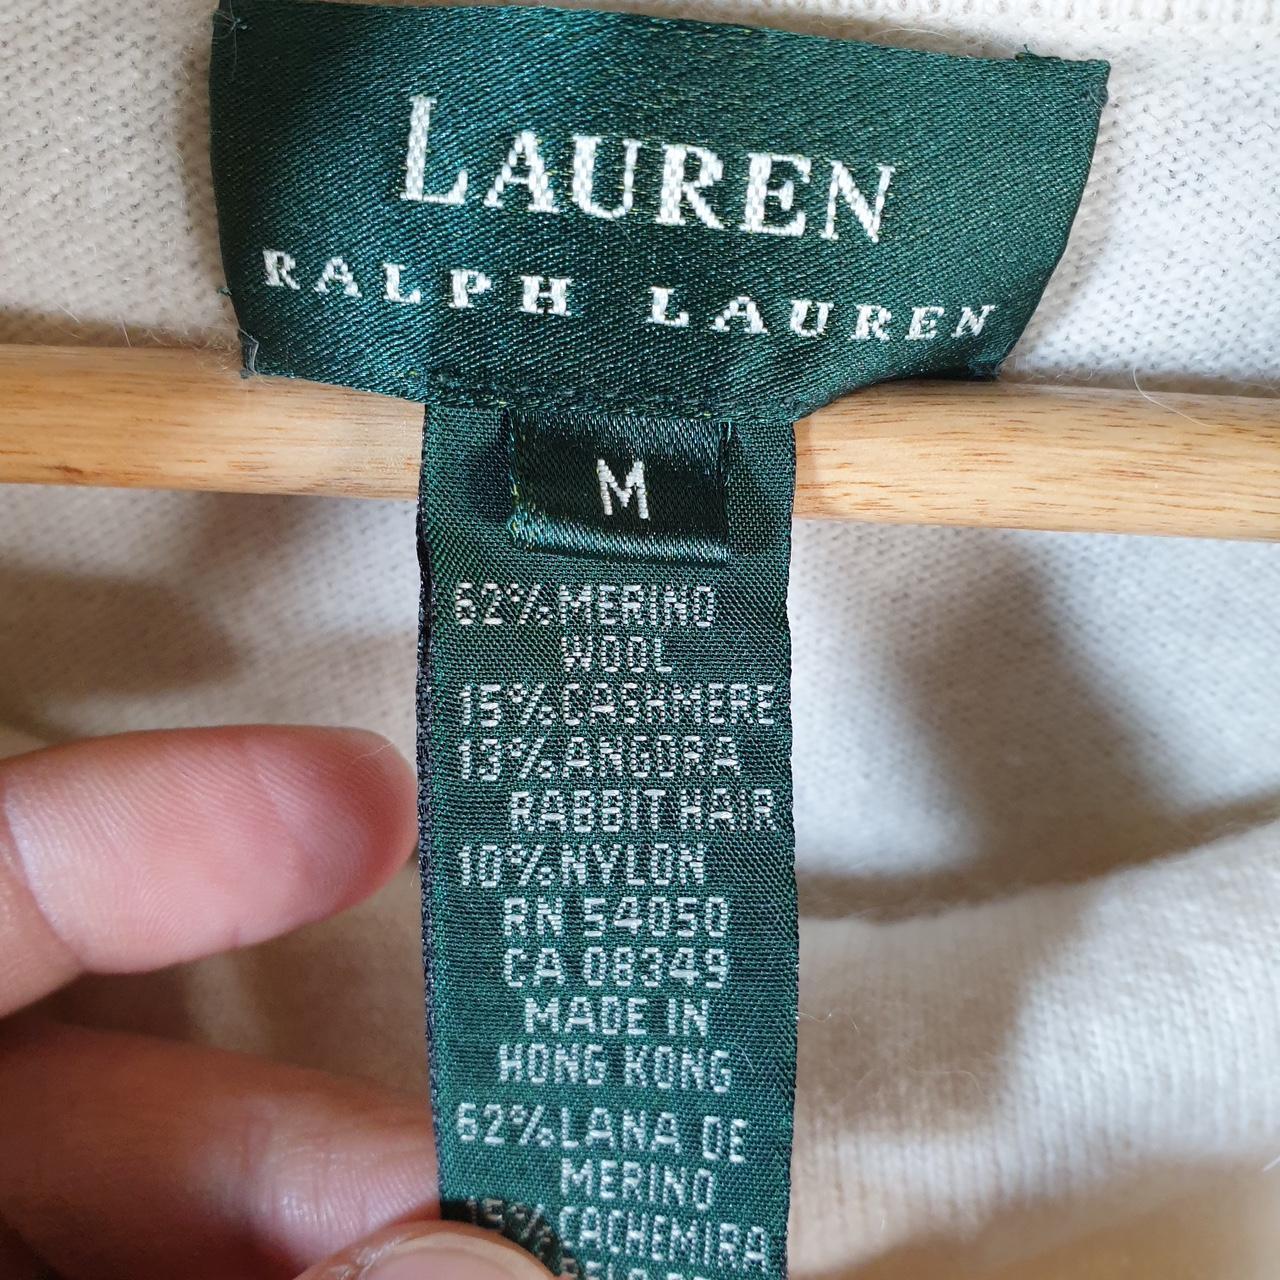 LAUREN
RALPH LAUREN
M
62% MERINO
WOOL
15% CASHMERE
13% ANGORA
RABBIT HAIR
10% NYLON
RN 54050
CA 08349
MADE IN
HONG KONG
62% LANA DE
MERINO
15% CACHEMIRA